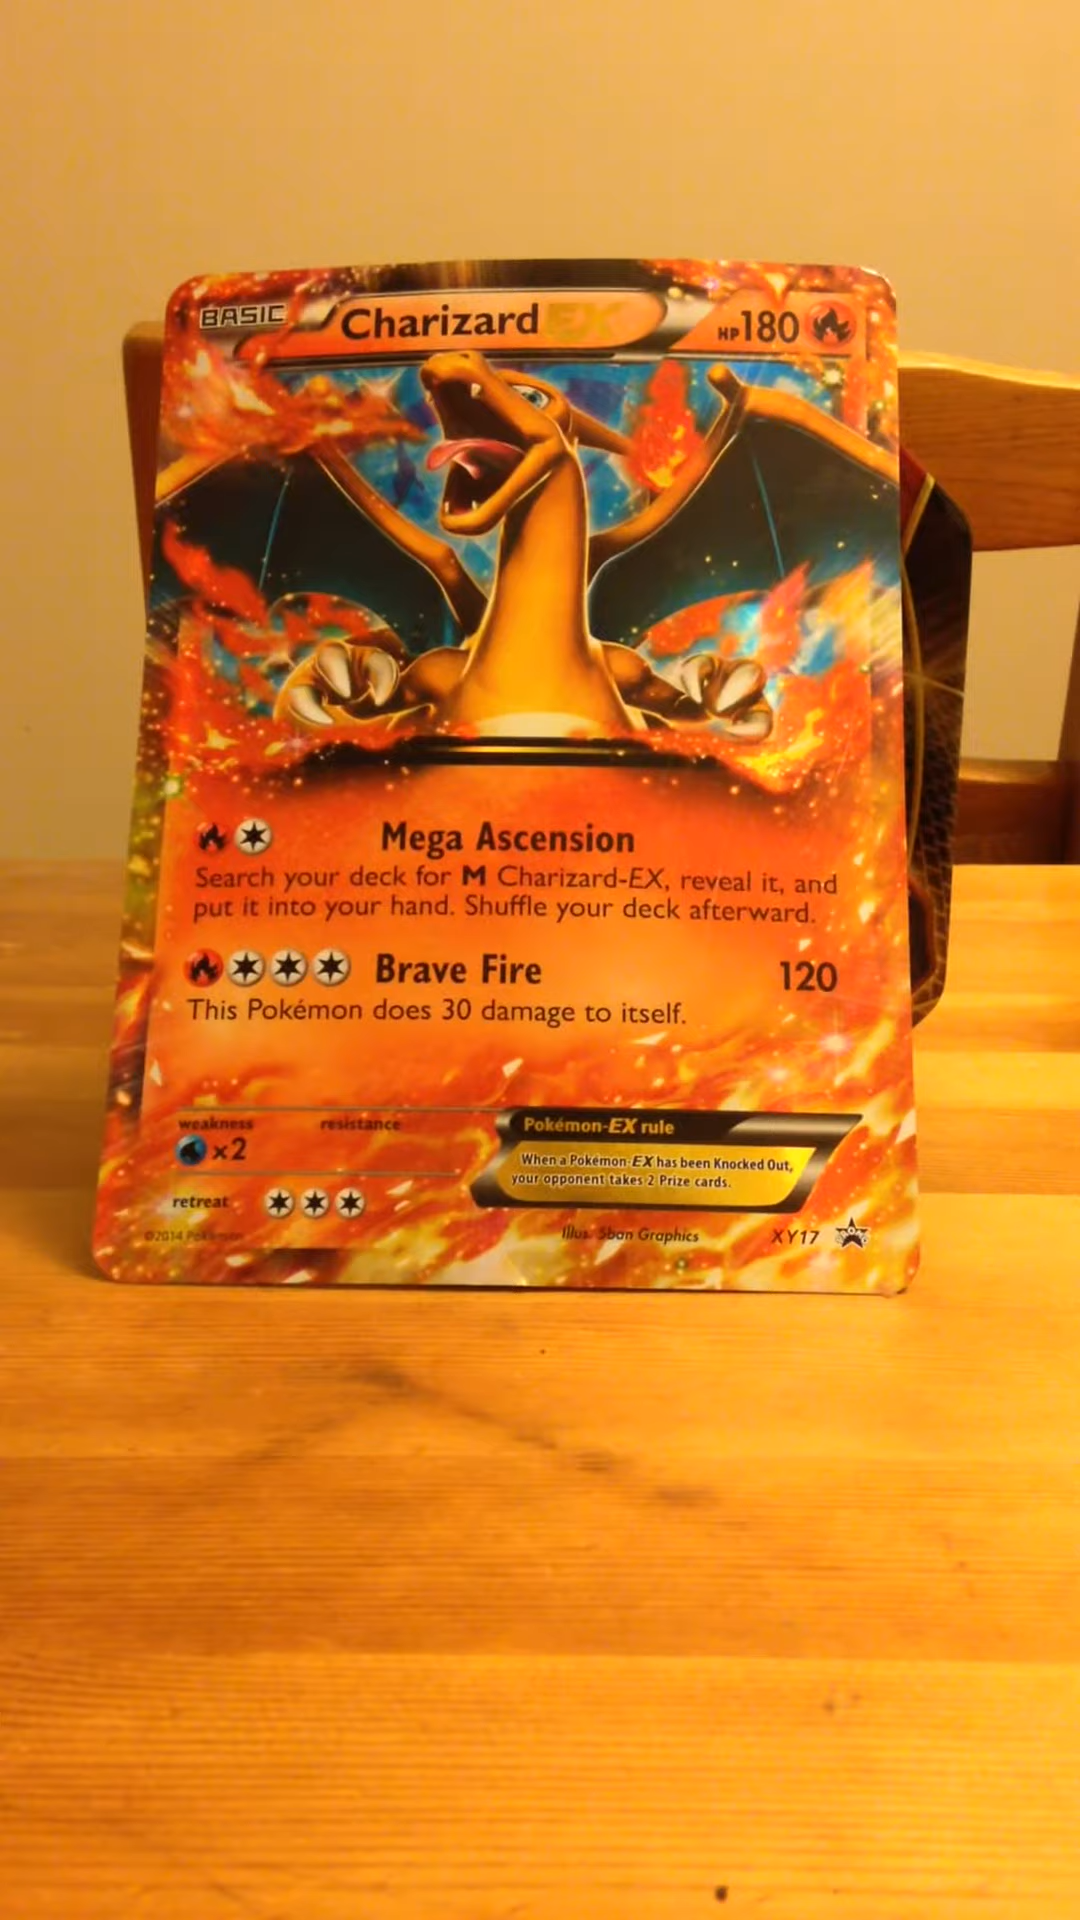 BASIC Charizard EX HP180
Mega Ascension
Search your deck for M Charizard-EX, reveal it, and
put it into your hand. Shuffle your deck afterward.
Brave Fire 120
This Pokémon does 30 damage to itself.
weakness resistance
×2
retreat
Pokémon-EX rule
When a Pokémon-EX has been Knocked Out,
your opponent takes 2 Prize cards.
©2014 Pokémon
Illus. 5ban Graphics
XY17